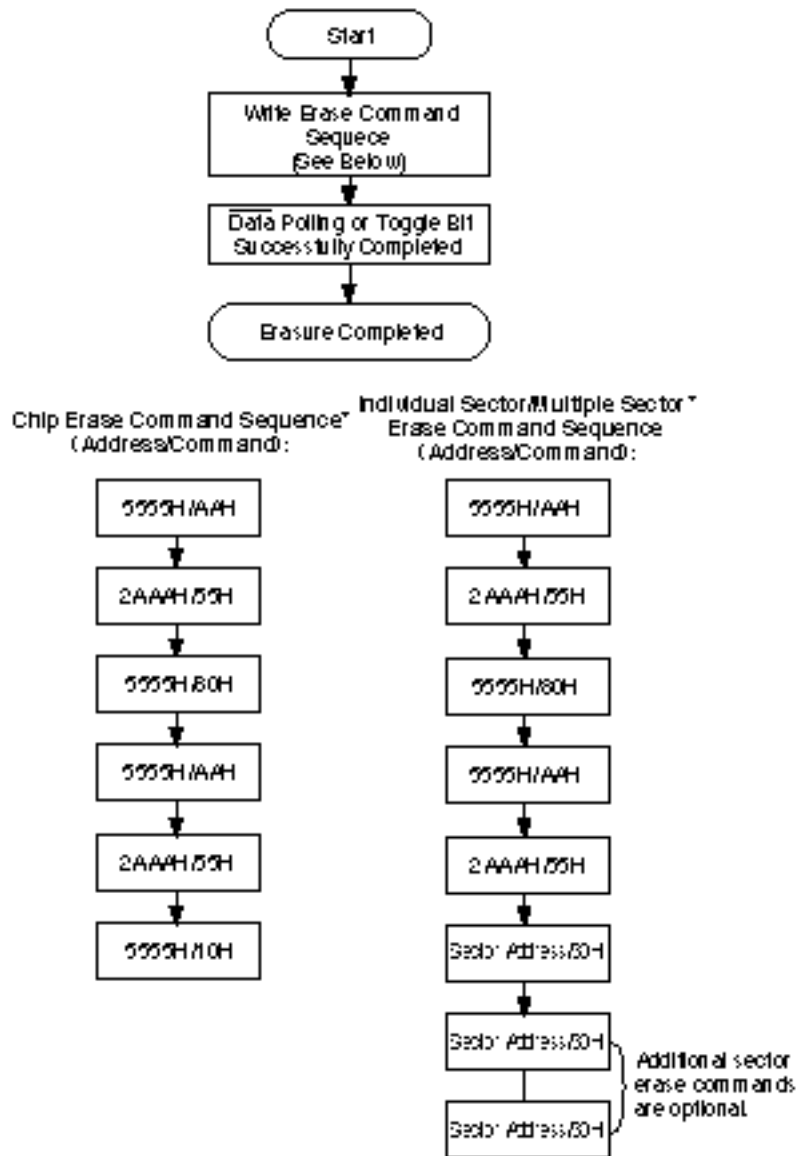 Start
Write Erase Command
Sequece
(See Below)
Data Polling or Toggle Bit
Successfully Completed
Erasure Completed
Chip Erase Command Sequence*
(Address/Command):
5555H/AAH
2AAAH/55H
5555H/80H
5555H/AAH
2AAAH/55H
5555H/10H
Individual Sector/Multiple Sector*
Erase Command Sequence
(Address/Command):
5555H/AAH
2AAAH/55H
5555H/80H
5555H/AAH
2AAAH/55H
Sector Address/30H
Sector Address/30H
Sector Address/30H
Additional sector
erase commands
are optional.